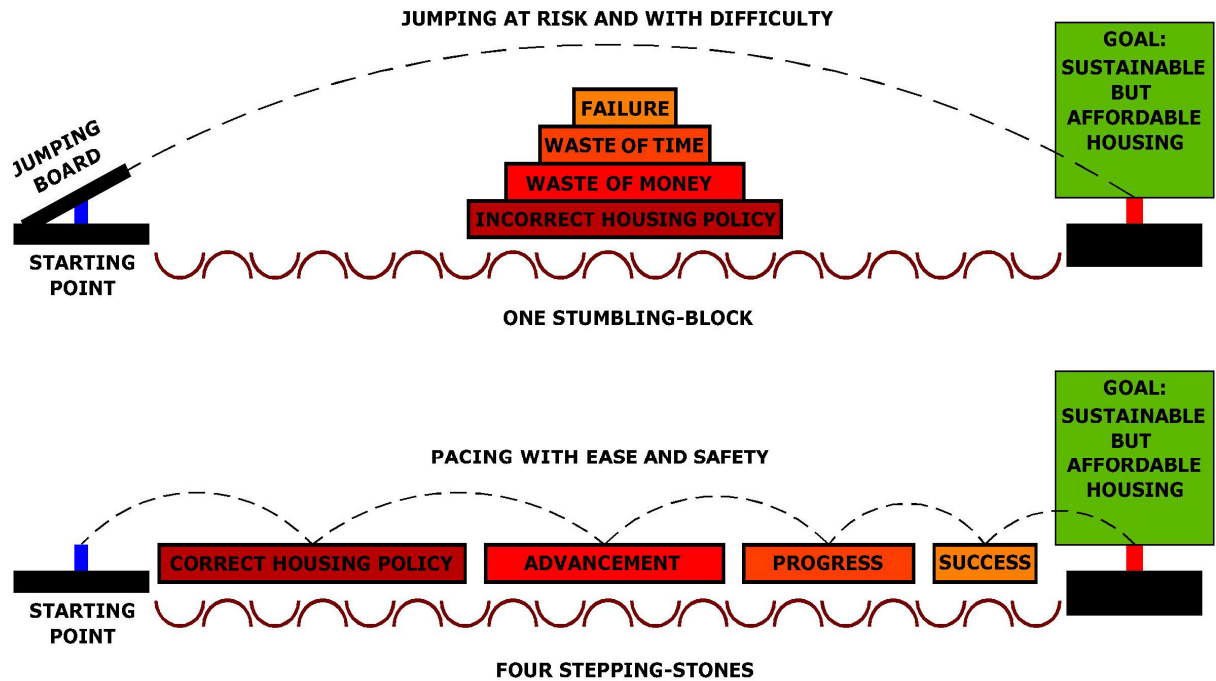 JUMPING AT RISK AND WITH DIFFICULTY
GOAL:
SUSTAINABLE
BUT
AFFORDABLE
HOUSING
JUMPING
BOARD
FAILURE
WASTE OF TIME
WASTE OF MONEY
INCORRECT HOUSING POLICY
STARTING
POINT
ONE STUMBLING-BLOCK
GOAL:
SUSTAINABLE
BUT
AFFORDABLE
HOUSING
PACING WITH EASE AND SAFETY
CORRECT HOUSING POLICY
ADVANCEMENT
PROGRESS
SUCCESS
STARTING
POINT
FOUR STEPPING-STONES